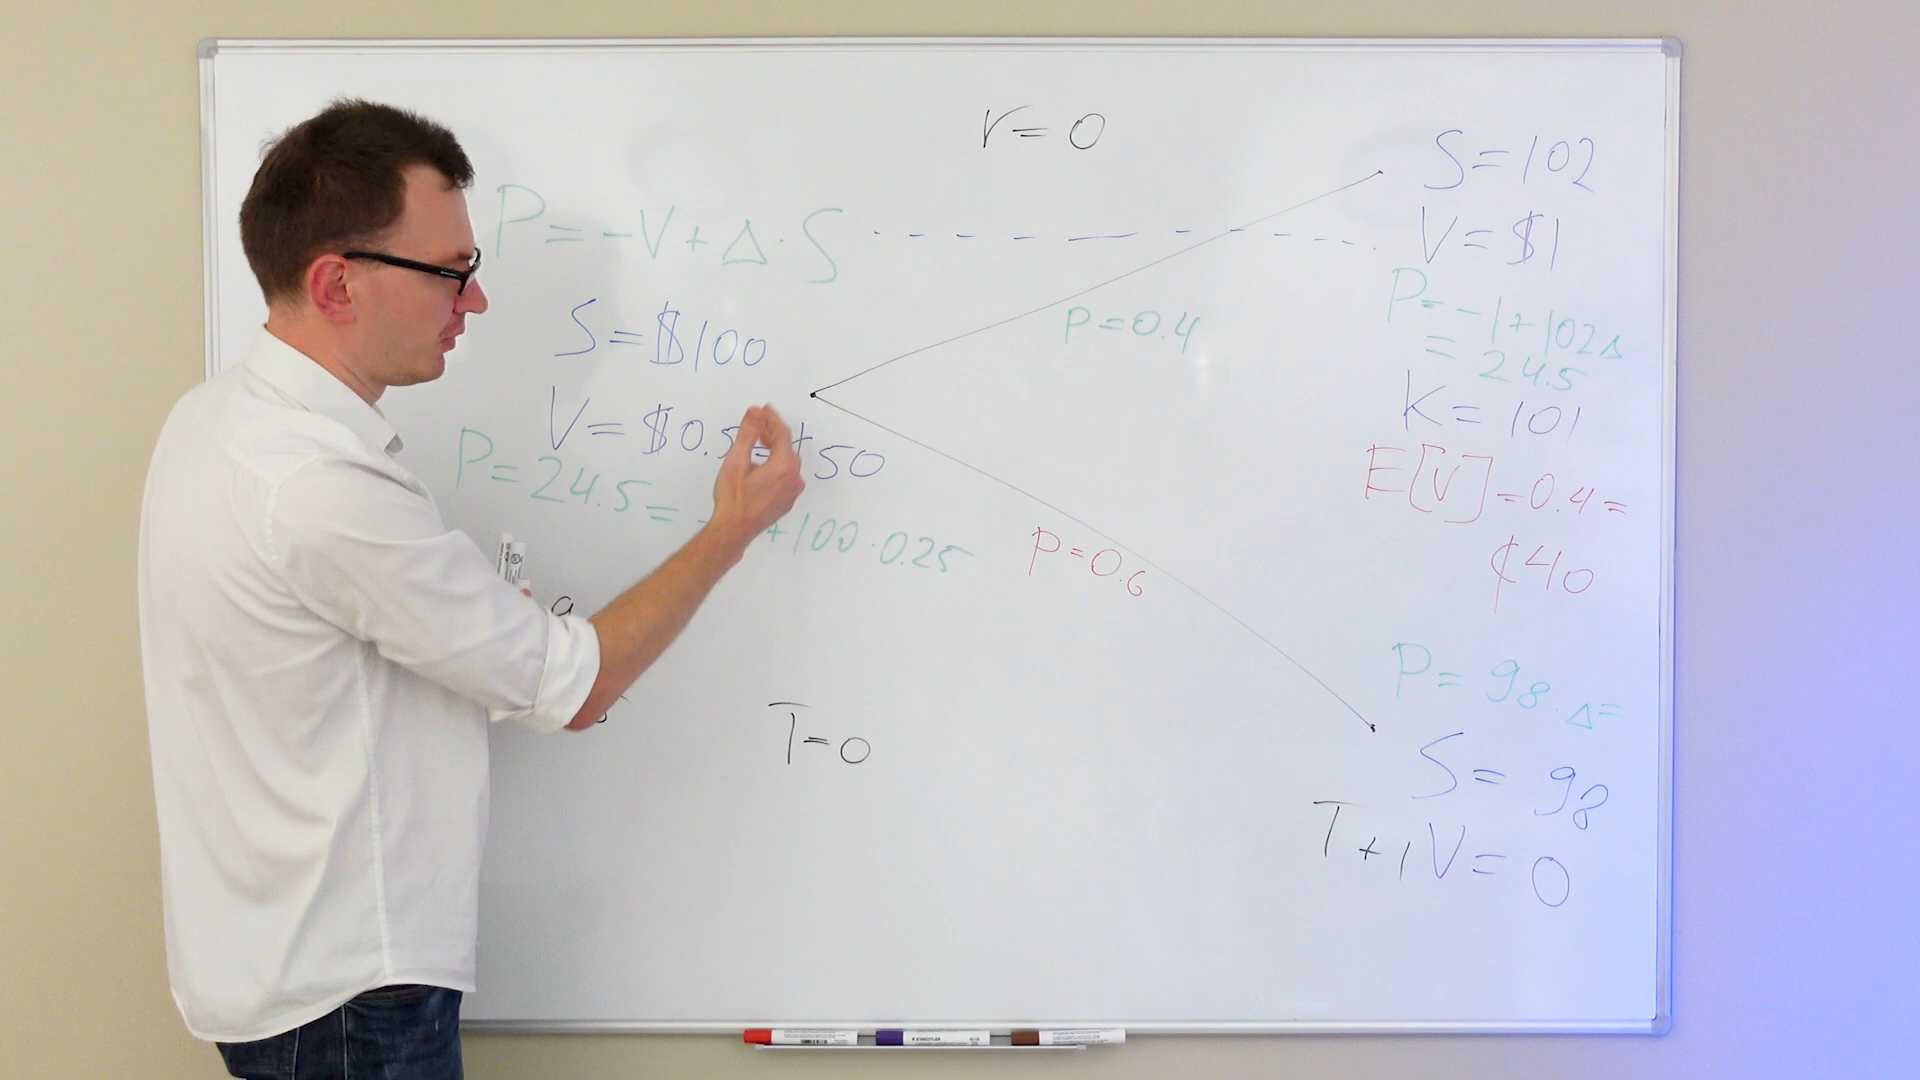 r = 0
P = -V + Δ · S
S = $100
V = $0.5 = ¢50
P = 24.5 = + 100 · 0.25
p = 0.4
p = 0.6
T = 0
S = 102
V = $1
P = -1 + 102Δ
= 24.5
K = 101
E[V] = 0.4 =
¢40
P = 98 · Δ =
S = 98
T + 1
V = 0